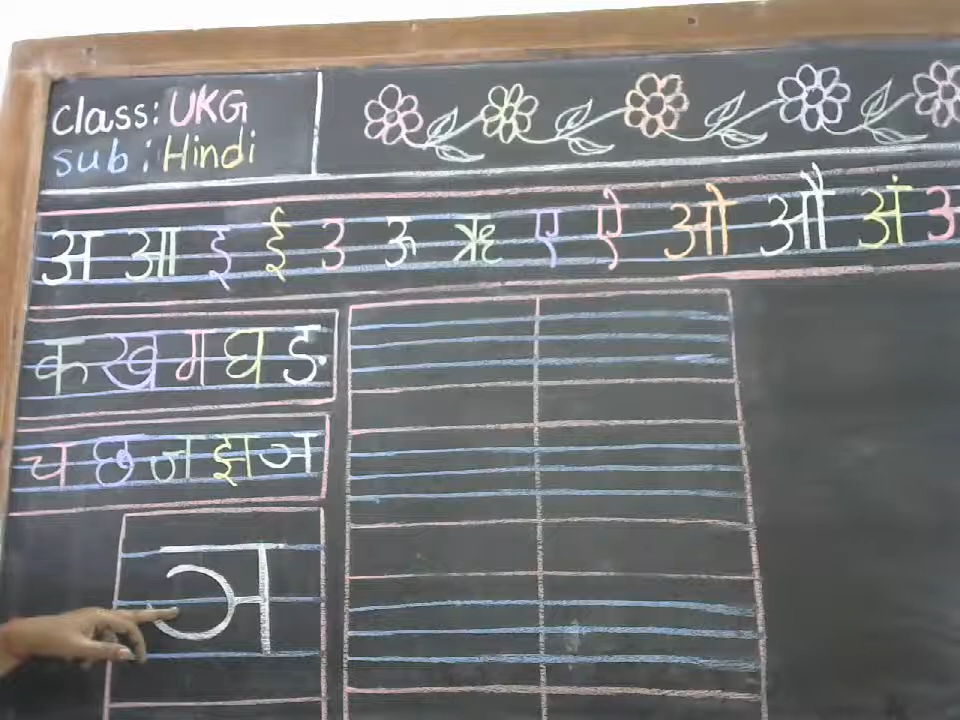 class: UKG
sub: Hindi
अ आ इ ई उ ऊ ऋ ए ऐ ओ औ अं
क ख ग घ ङ
च छ ज झ ञ
ञ